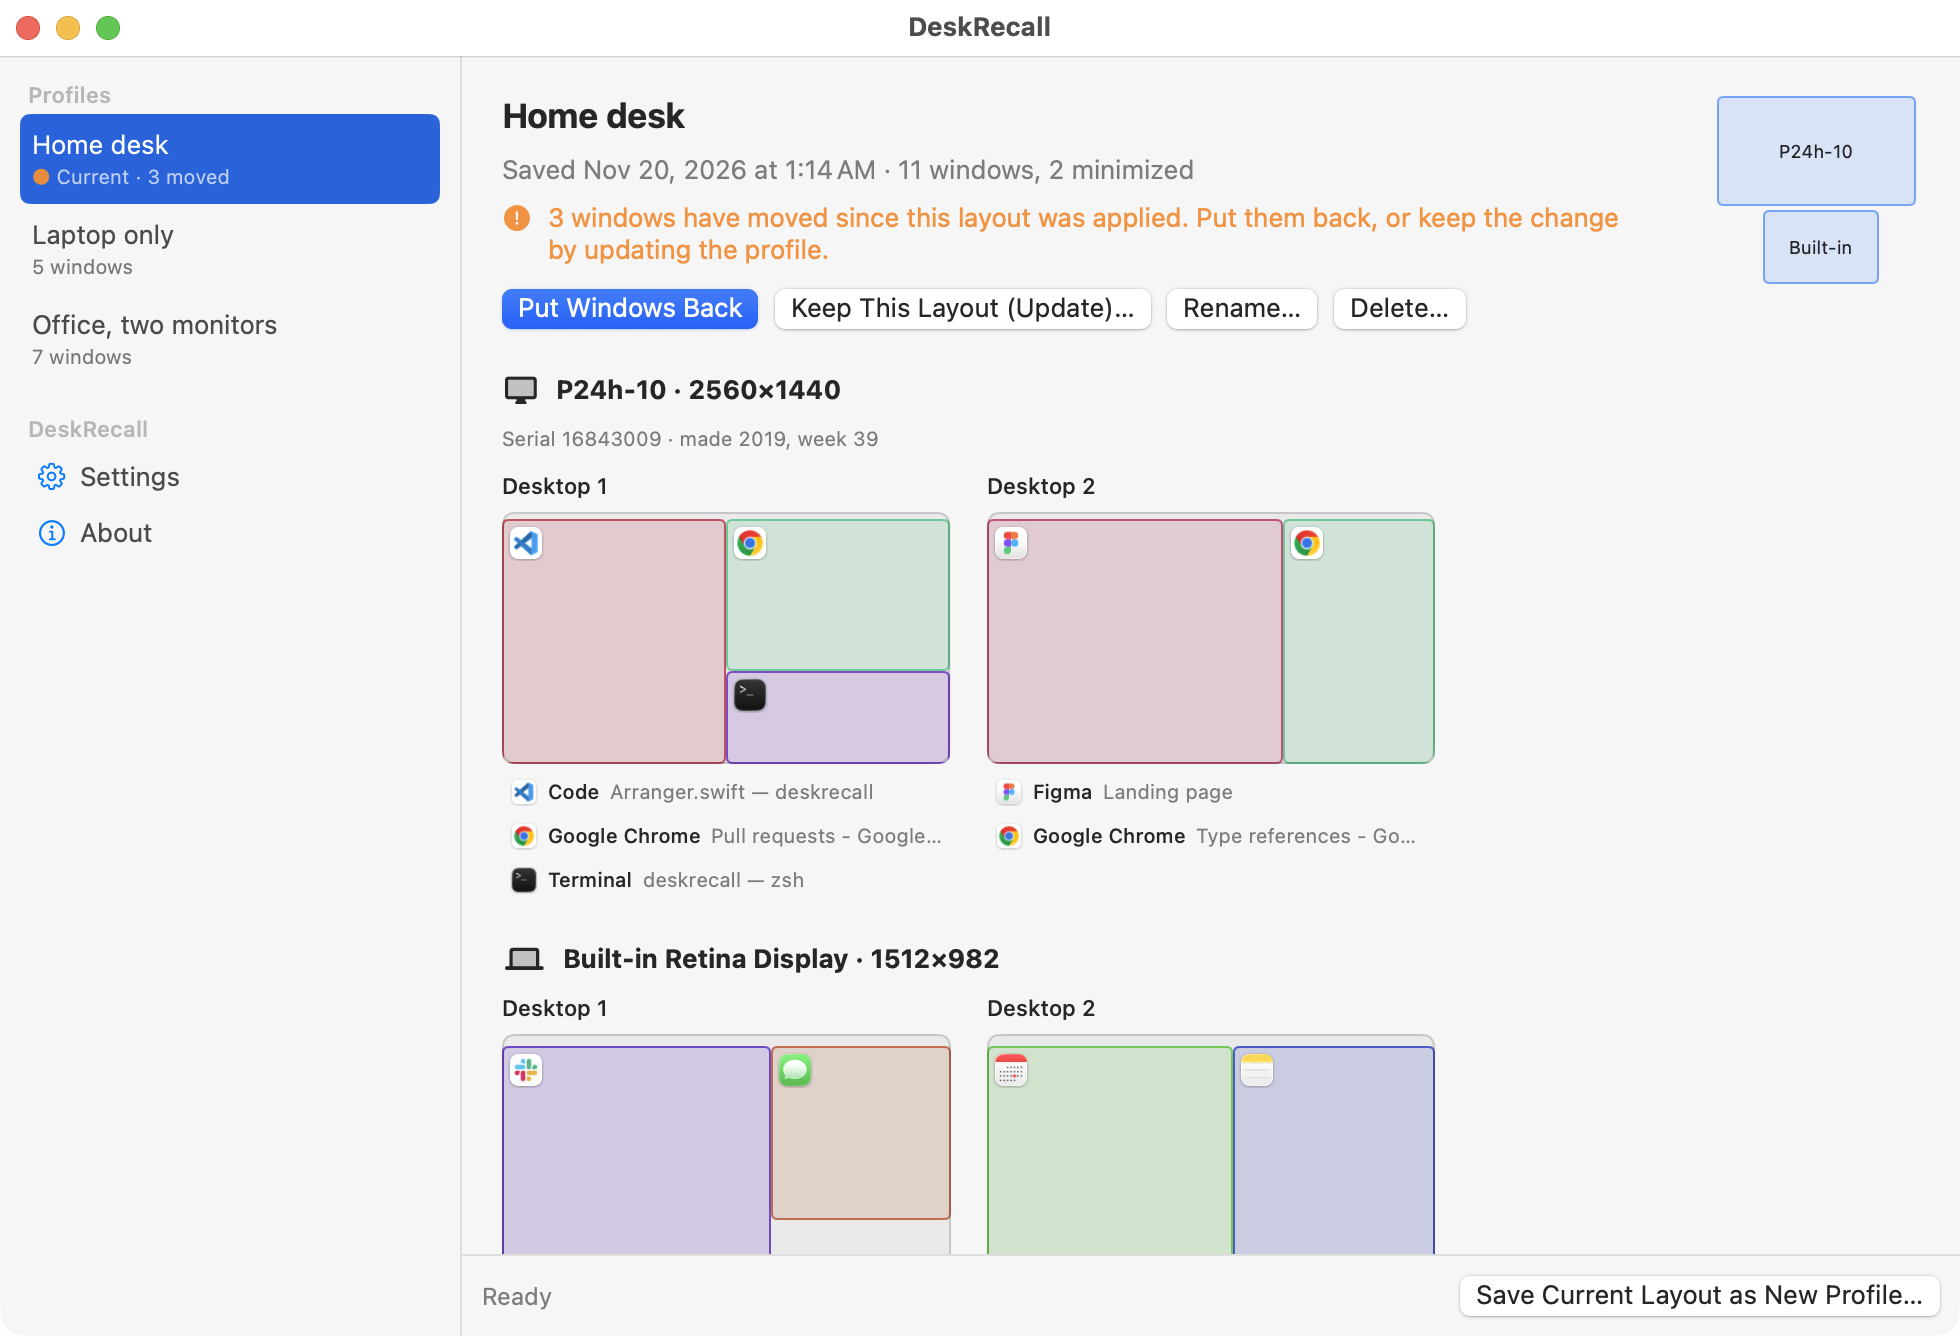 DeskRecall
Profiles
Home desk
Current · 3 moved
Laptop only
5 windows
Office, two monitors
7 windows
DeskRecall
Settings
About
Home desk
Saved Nov 20, 2026 at 1:14 AM · 11 windows, 2 minimized
3 windows have moved since this layout was applied. Put them back, or keep the change
by updating the profile.
Put Windows Back
Keep This Layout (Update)...
Rename...
Delete...
P24h-10
Built-in
P24h-10 · 2560×1440
Serial 16843009 · made 2019, week 39
Desktop 1
Code Arranger.swift — deskrecall
Google Chrome Pull requests - Google...
Terminal deskrecall — zsh
Desktop 2
Figma Landing page
Google Chrome Type references - Go...
Built-in Retina Display · 1512×982
Desktop 1
Desktop 2
Ready
Save Current Layout as New Profile...